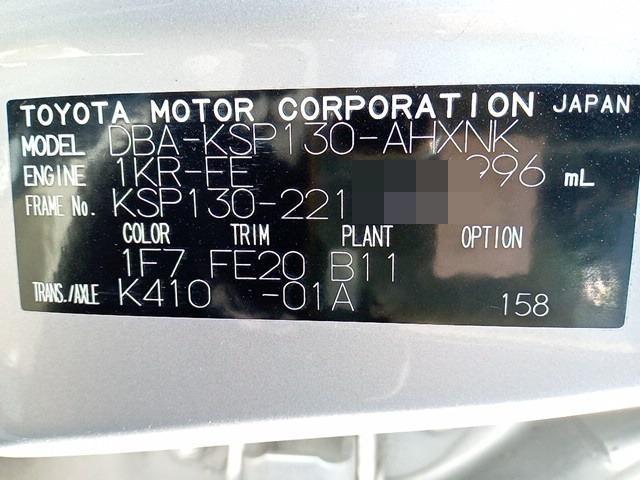 TOYOTA MOTOR CORPORATION JAPAN
MODEL DBA-KSP130-AHXNK
ENGINE 1KR-FE 996 mL
FRAME No. KSP130-221
COLOR TRIM PLANT OPTION
1F7 FE20 B11
TRANS./AXLE K410 -01A 158